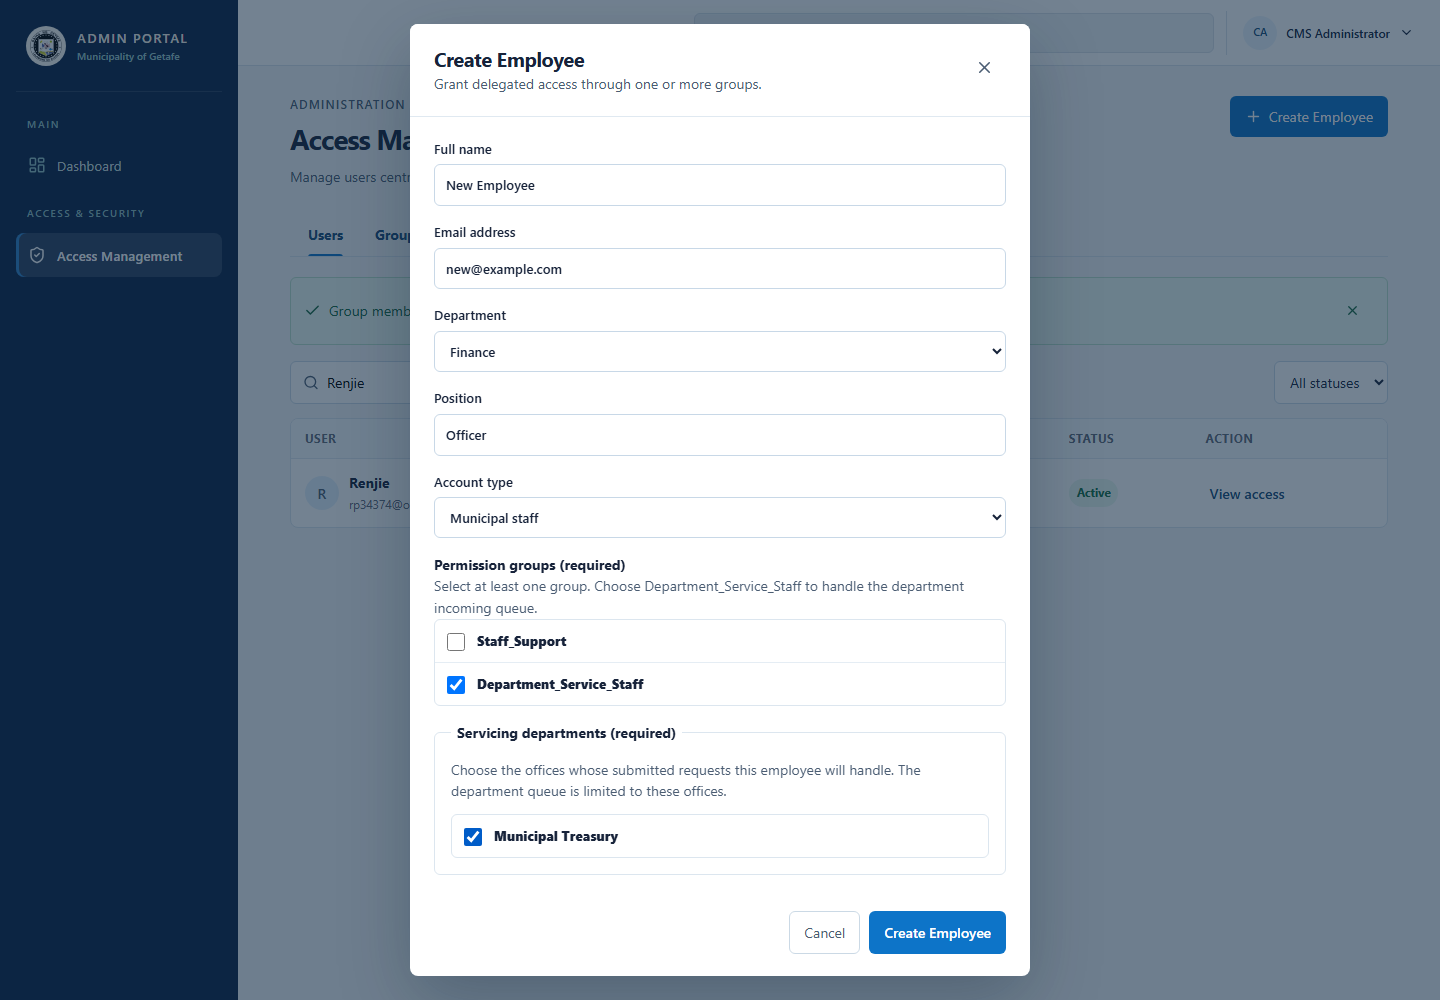 ADMIN PORTAL
Municipality of Getafe
MAIN
Dashboard
ACCESS & SECURITY
Access Management
CA
CMS Administrator
ADMINISTRATION
Access Ma
Manage users centr
Create Employee
Users
Group
Group memb
Renjie
All statuses
USER
STATUS
ACTION
R
Renjie
rp34374@o
Active
View access
Create Employee
Grant delegated access through one or more groups.
Full name
New Employee
Email address
new@example.com
Department
Finance
Position
Officer
Account type
Municipal staff
Permission groups (required)
Select at least one group. Choose Department_Service_Staff to handle the department
incoming queue.
Staff_Support
Department_Service_Staff
Servicing departments (required)
Choose the offices whose submitted requests this employee will handle. The
department queue is limited to these offices.
Municipal Treasury
Cancel
Create Employee